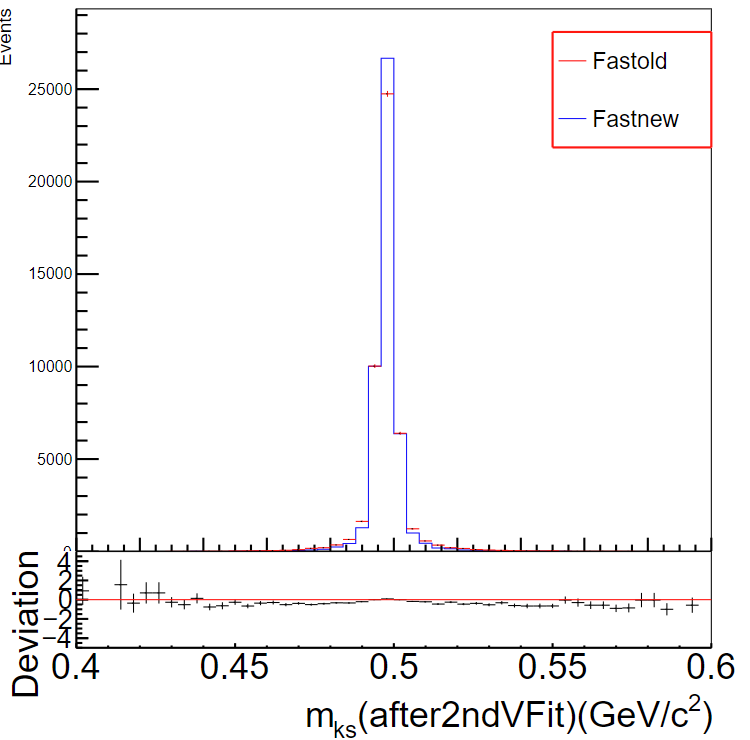 Events
Fastold
Fastnew
25000
20000
15000
10000
5000
0
Deviation
4
2
0
−2
−4
0.4 0.45 0.5 0.55 0.6
m_ks(after2ndVFit)(GeV/c²)